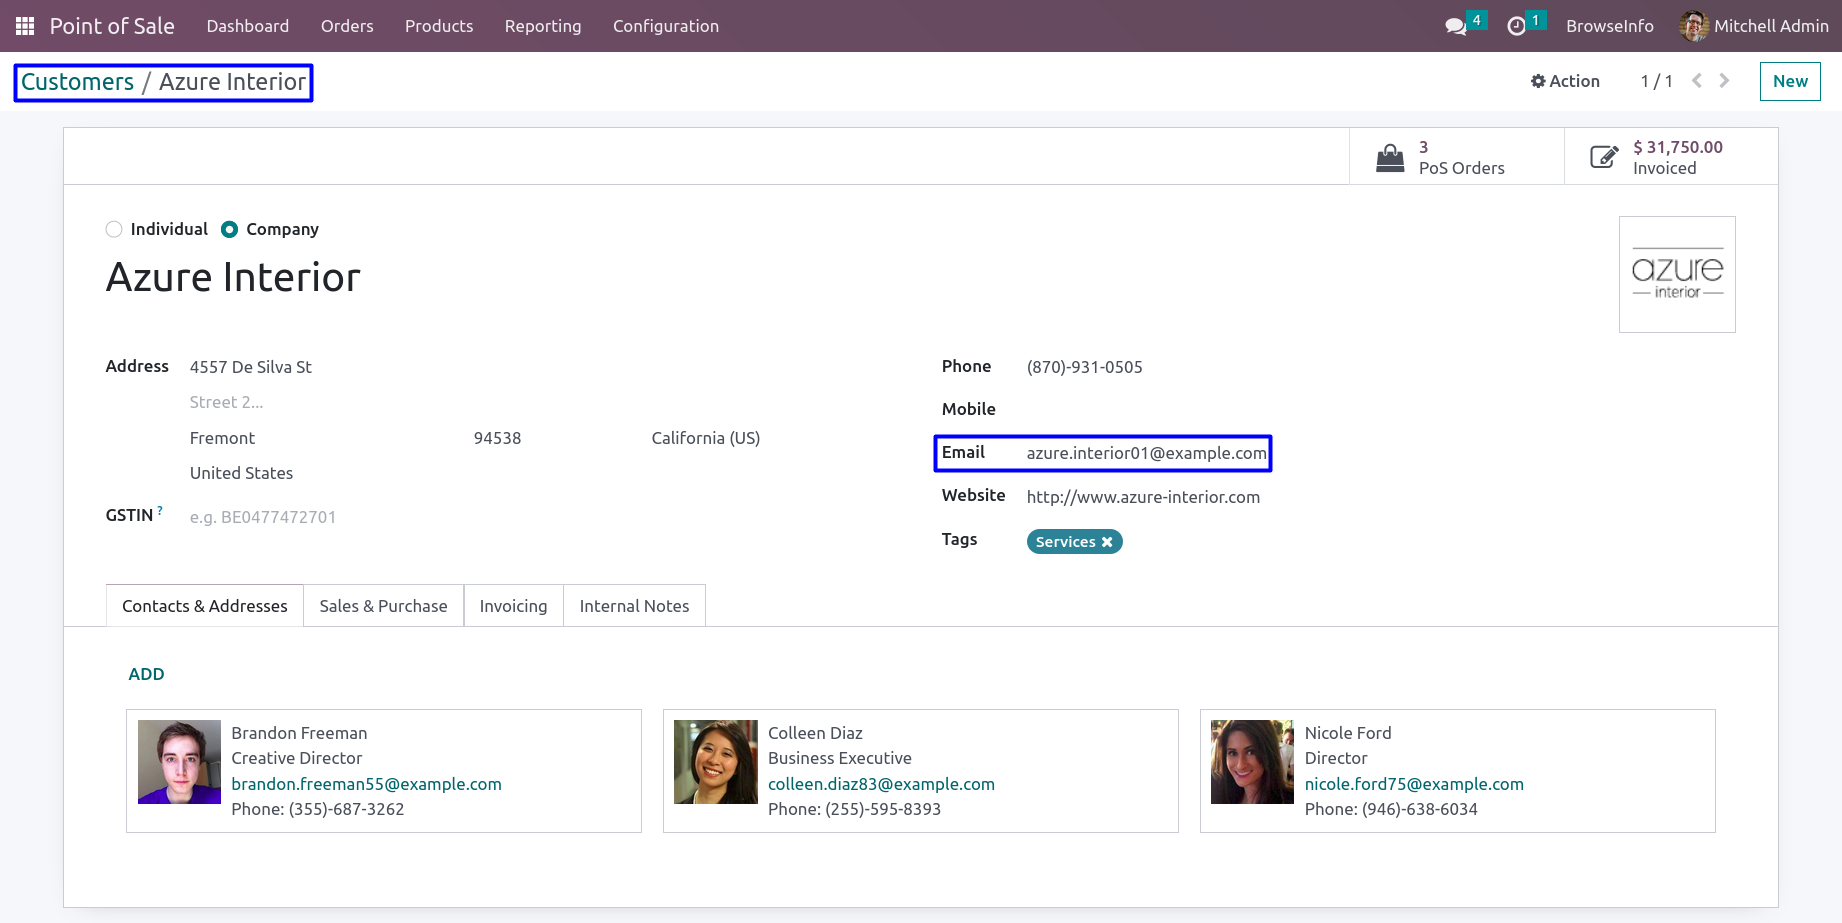 Point of Sale Dashboard Orders Products Reporting Configuration 4 1 BrowseInfo Mitchell Admin
Customers / Azure Interior Action 1 / 1 New
3
PoS Orders
$ 31,750.00
Invoiced
Individual Company
Azure Interior
azure
interior
Address 4557 De Silva St
Street 2...
Fremont 94538 California (US)
United States
GSTIN ? e.g. BE0477472701
Phone (870)-931-0505
Mobile
Email azure.interior01@example.com
Website http://www.azure-interior.com
Tags Services ✖
Contacts & Addresses Sales & Purchase Invoicing Internal Notes
ADD
Brandon Freeman
Creative Director
brandon.freeman55@example.com
Phone: (355)-687-3262
Colleen Diaz
Business Executive
colleen.diaz83@example.com
Phone: (255)-595-8393
Nicole Ford
Director
nicole.ford75@example.com
Phone: (946)-638-6034